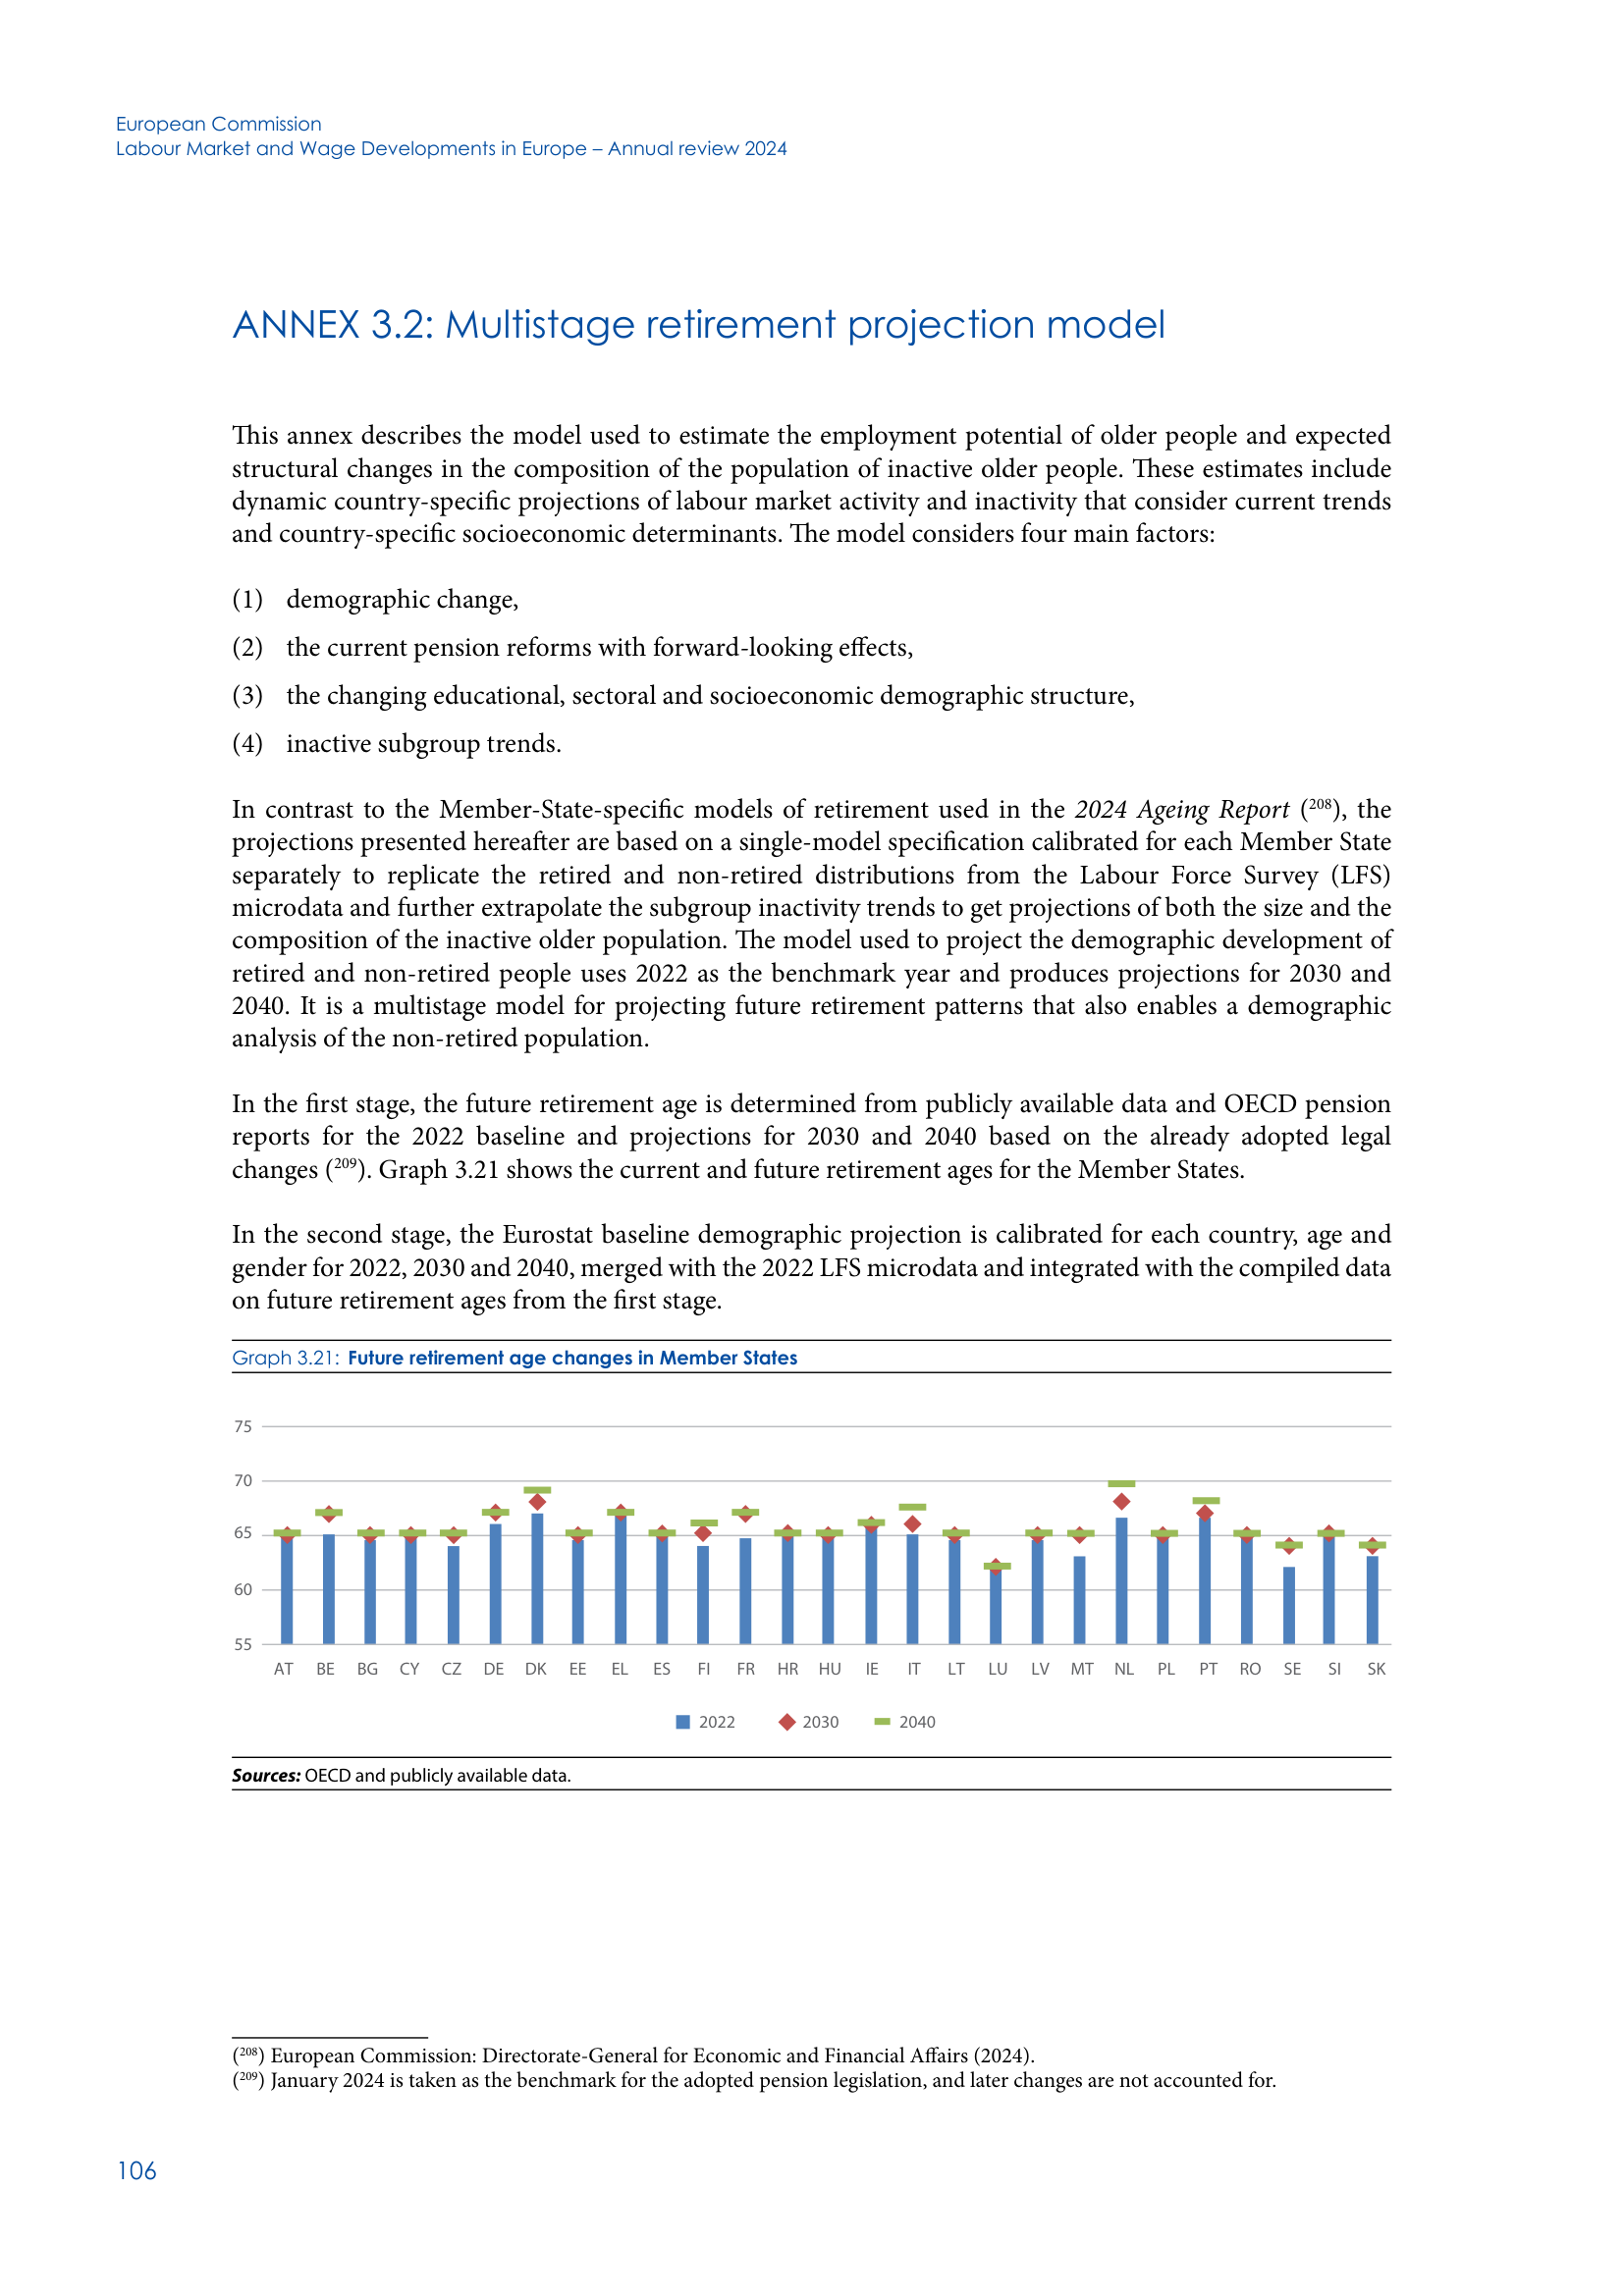 European Commission
Labour Market and Wage Developments in Europe – Annual review 2024
ANNEX 3.2: Multistage retirement projection model
This annex describes the model used to estimate the employment potential of older people and expected
structural changes in the composition of the population of inactive older people. These estimates include
dynamic country-specific projections of labour market activity and inactivity that consider current trends
and country-specific socioeconomic determinants. The model considers four main factors:
(1) demographic change,
(2) the current pension reforms with forward-looking effects,
(3) the changing educational, sectoral and socioeconomic demographic structure,
(4) inactive subgroup trends.
In contrast to the Member-State-specific models of retirement used in the 2024 Ageing Report (208), the
projections presented hereafter are based on a single-model specification calibrated for each Member State
separately to replicate the retired and non-retired distributions from the Labour Force Survey (LFS)
microdata and further extrapolate the subgroup inactivity trends to get projections of both the size and the
composition of the inactive older population. The model used to project the demographic development of
retired and non-retired people uses 2022 as the benchmark year and produces projections for 2030 and
2040. It is a multistage model for projecting future retirement patterns that also enables a demographic
analysis of the non-retired population.
In the first stage, the future retirement age is determined from publicly available data and OECD pension
reports for the 2022 baseline and projections for 2030 and 2040 based on the already adopted legal
changes (209). Graph 3.21 shows the current and future retirement ages for the Member States.
In the second stage, the Eurostat baseline demographic projection is calibrated for each country, age and
gender for 2022, 2030 and 2040, merged with the 2022 LFS microdata and integrated with the compiled data
on future retirement ages from the first stage.
Graph 3.21: Future retirement age changes in Member States
75
70
65
60
55
AT BE BG CY CZ DE DK EE EL ES FI FR HR HU IE IT LT LU LV MT NL PL PT RO SE SI SK
2022 2030 2040
Sources: OECD and publicly available data.
(208) European Commission: Directorate-General for Economic and Financial Affairs (2024).
(209) January 2024 is taken as the benchmark for the adopted pension legislation, and later changes are not accounted for.
106